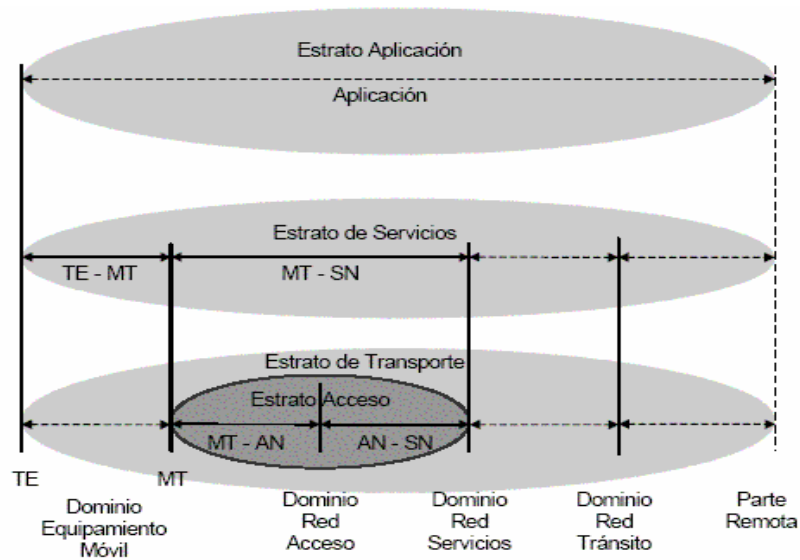 Estrato Aplicación
Aplicación
Estrato de Servicios
TE - MT
MT - SN
Estrato de Transporte
Estrato Acceso
MT - AN
AN - SN
TE
MT
Dominio
Equipamiento
Móvil
Dominio
Red
Acceso
Dominio
Red
Servicios
Dominio
Red
Tránsito
Parte
Remota